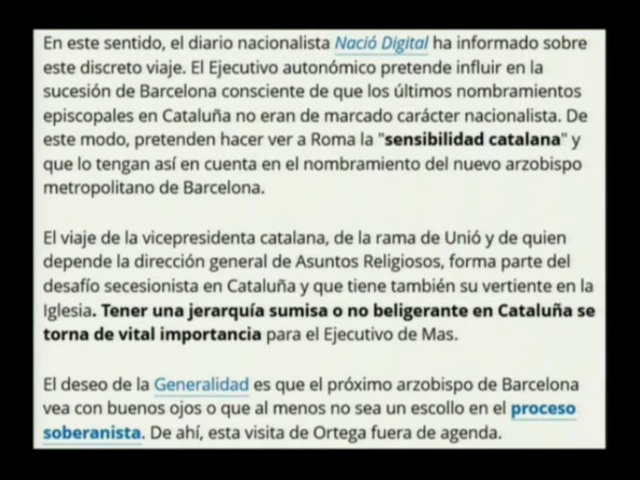 En este sentido, el diario nacionalista Nació Digital ha informado sobre
este discreto viaje. El Ejecutivo autonómico pretende influir en la
sucesión de Barcelona consciente de que los últimos nombramientos
episcopales en Cataluña no eran de marcado carácter nacionalista. De
este modo, pretenden hacer ver a Roma la "sensibilidad catalana" y
que lo tengan así en cuenta en el nombramiento del nuevo arzobispo
metropolitano de Barcelona.
El viaje de la vicepresidenta catalana, de la rama de Unió y de quien
depende la dirección general de Asuntos Religiosos, forma parte del
desafío secesionista en Cataluña y que tiene también su vertiente en la
Iglesia. Tener una jerarquía sumisa o no beligerante en Cataluña se
torna de vital importancia para el Ejecutivo de Mas.
El deseo de la Generalidad es que el próximo arzobispo de Barcelona
vea con buenos ojos o que al menos no sea un escollo en el proceso
soberanista. De ahí, esta visita de Ortega fuera de agenda.